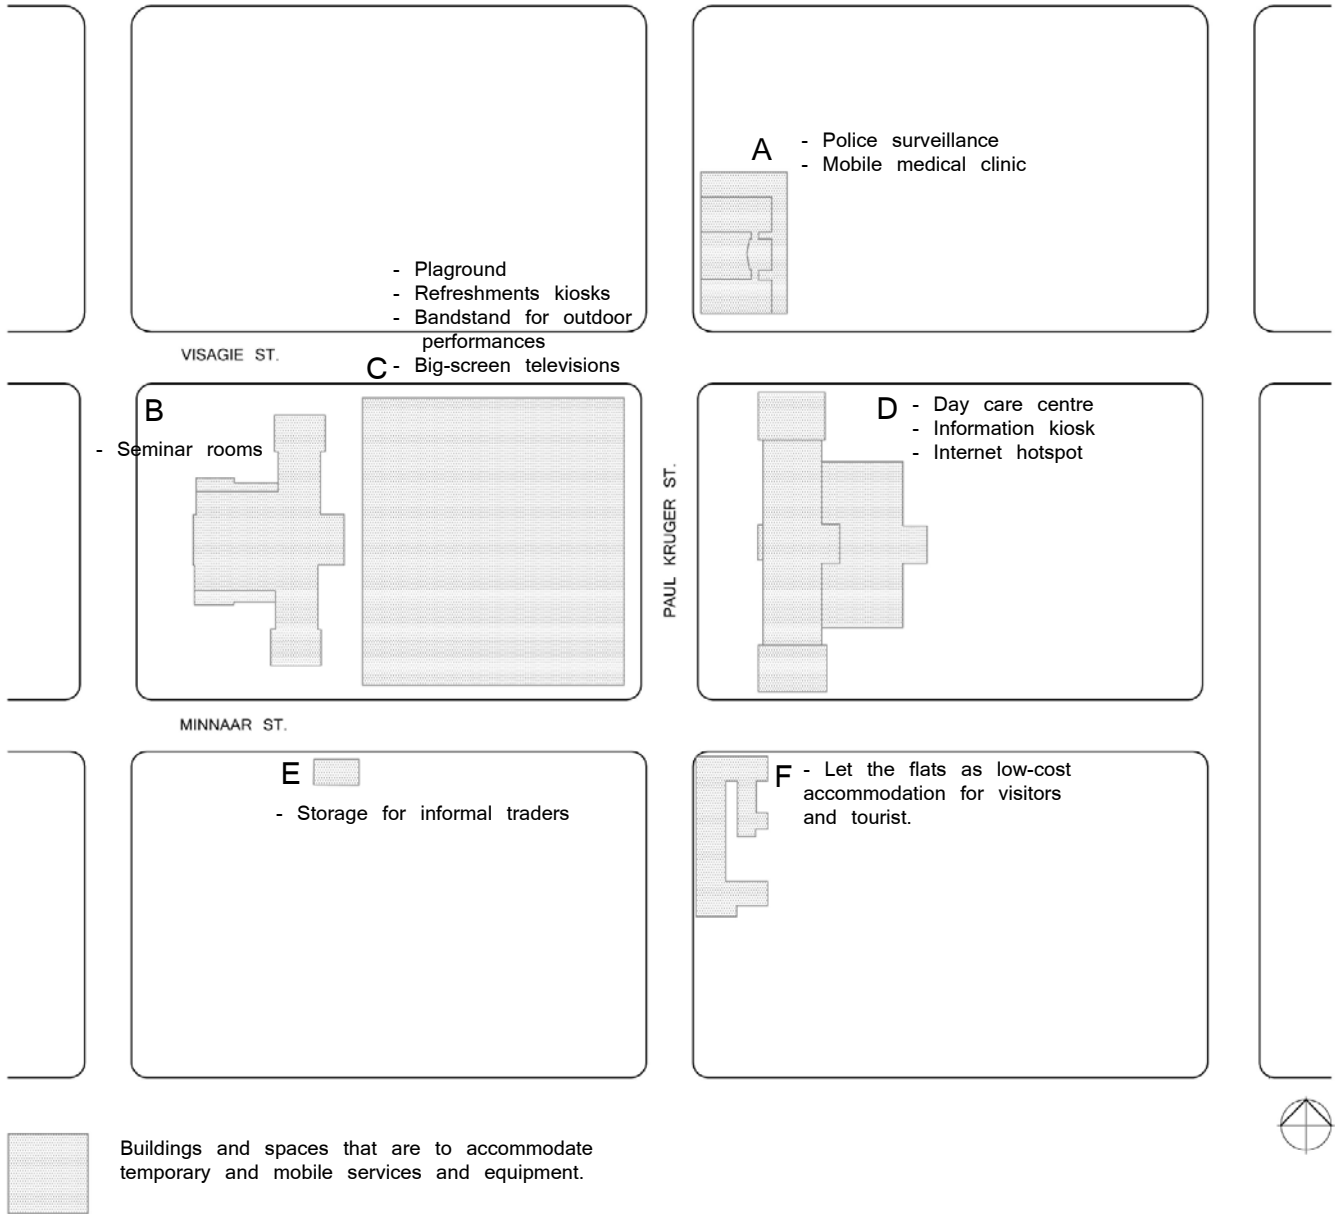 A
- Police surveillance
- Mobile medical clinic
- Plaground
- Refreshments kiosks
- Bandstand for outdoor
performances
- Big-screen televisions
VISAGIE ST.
C
B
- Seminar rooms
PAUL KRUGER ST.
D
- Day care centre
- Information kiosk
- Internet hotspot
MINNAAR ST.
E
- Storage for informal traders
F
- Let the flats as low-cost
accommodation for visitors
and tourist.
Buildings and spaces that are to accommodate
temporary and mobile services and equipment.